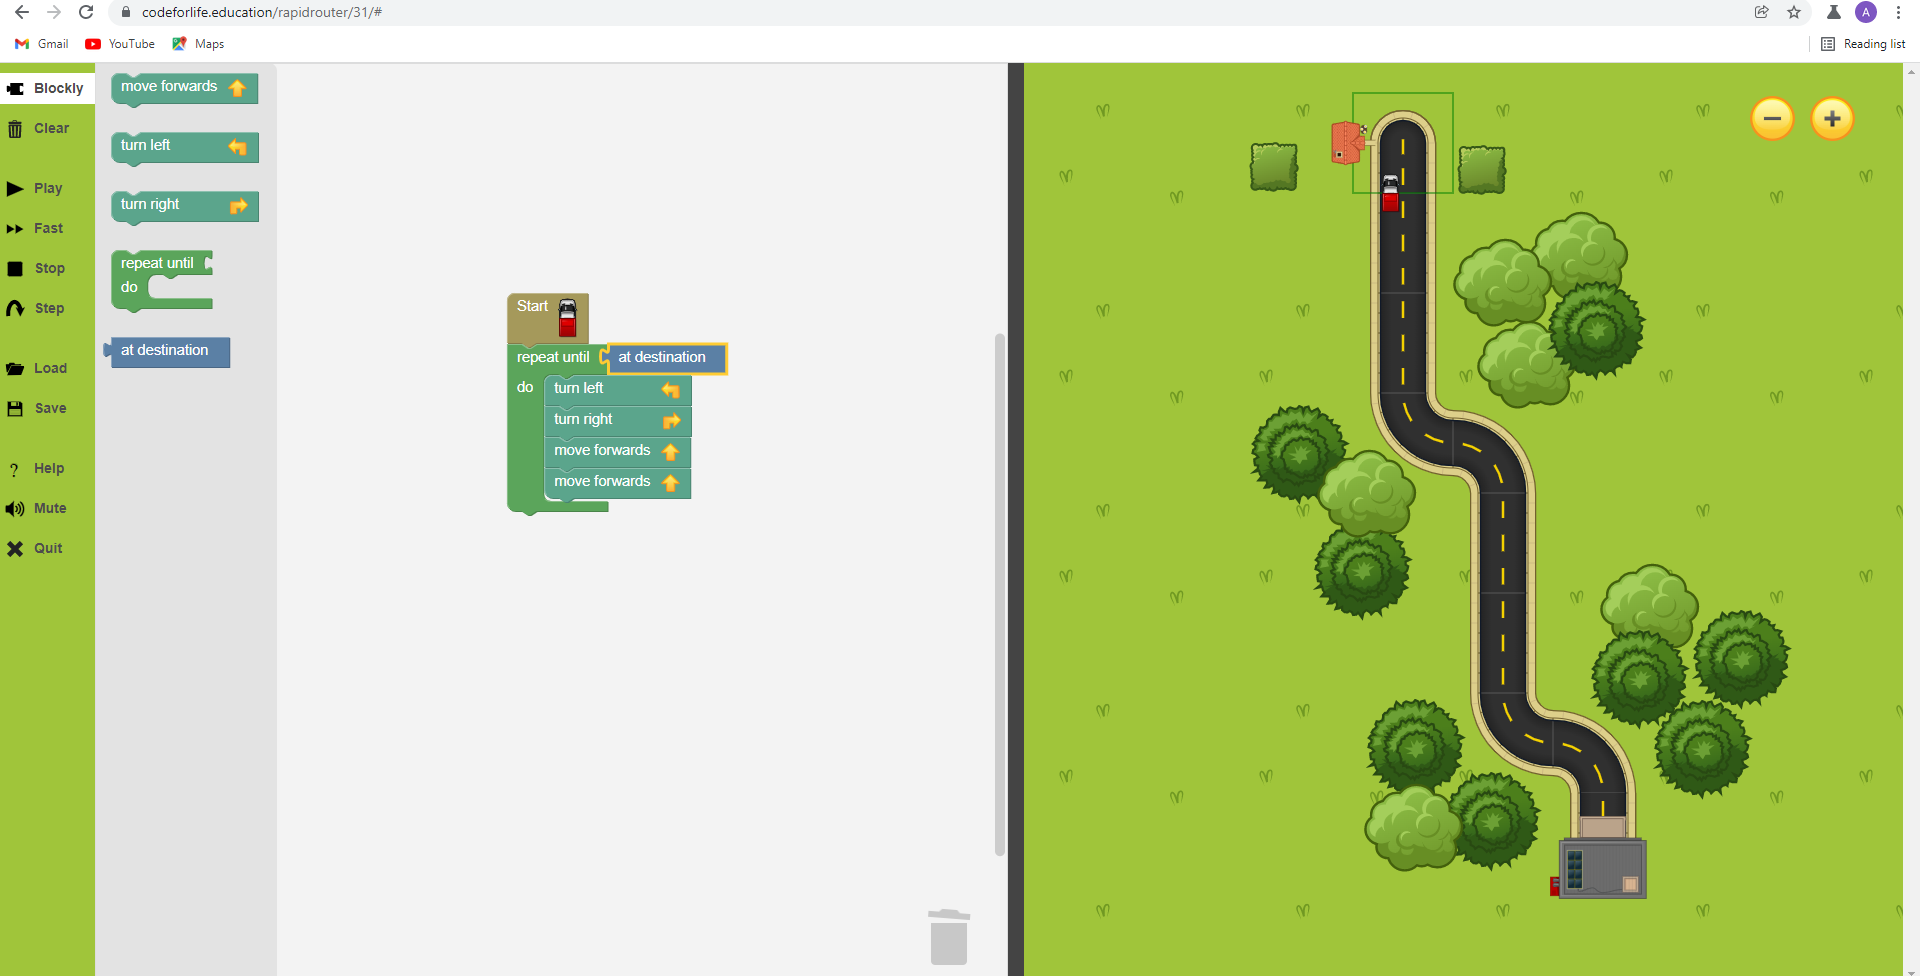 codeforlife.education/rapidrouter/31/#
A
Gmail
YouTube
Maps
Reading list
Blockly
Clear
Play
Fast
Stop
Step
Load
Save
? Help
Mute
Quit
move forwards
turn left
turn right
repeat until
do
at destination
Start
repeat until at destination
do turn left
turn right
move forwards
move forwards